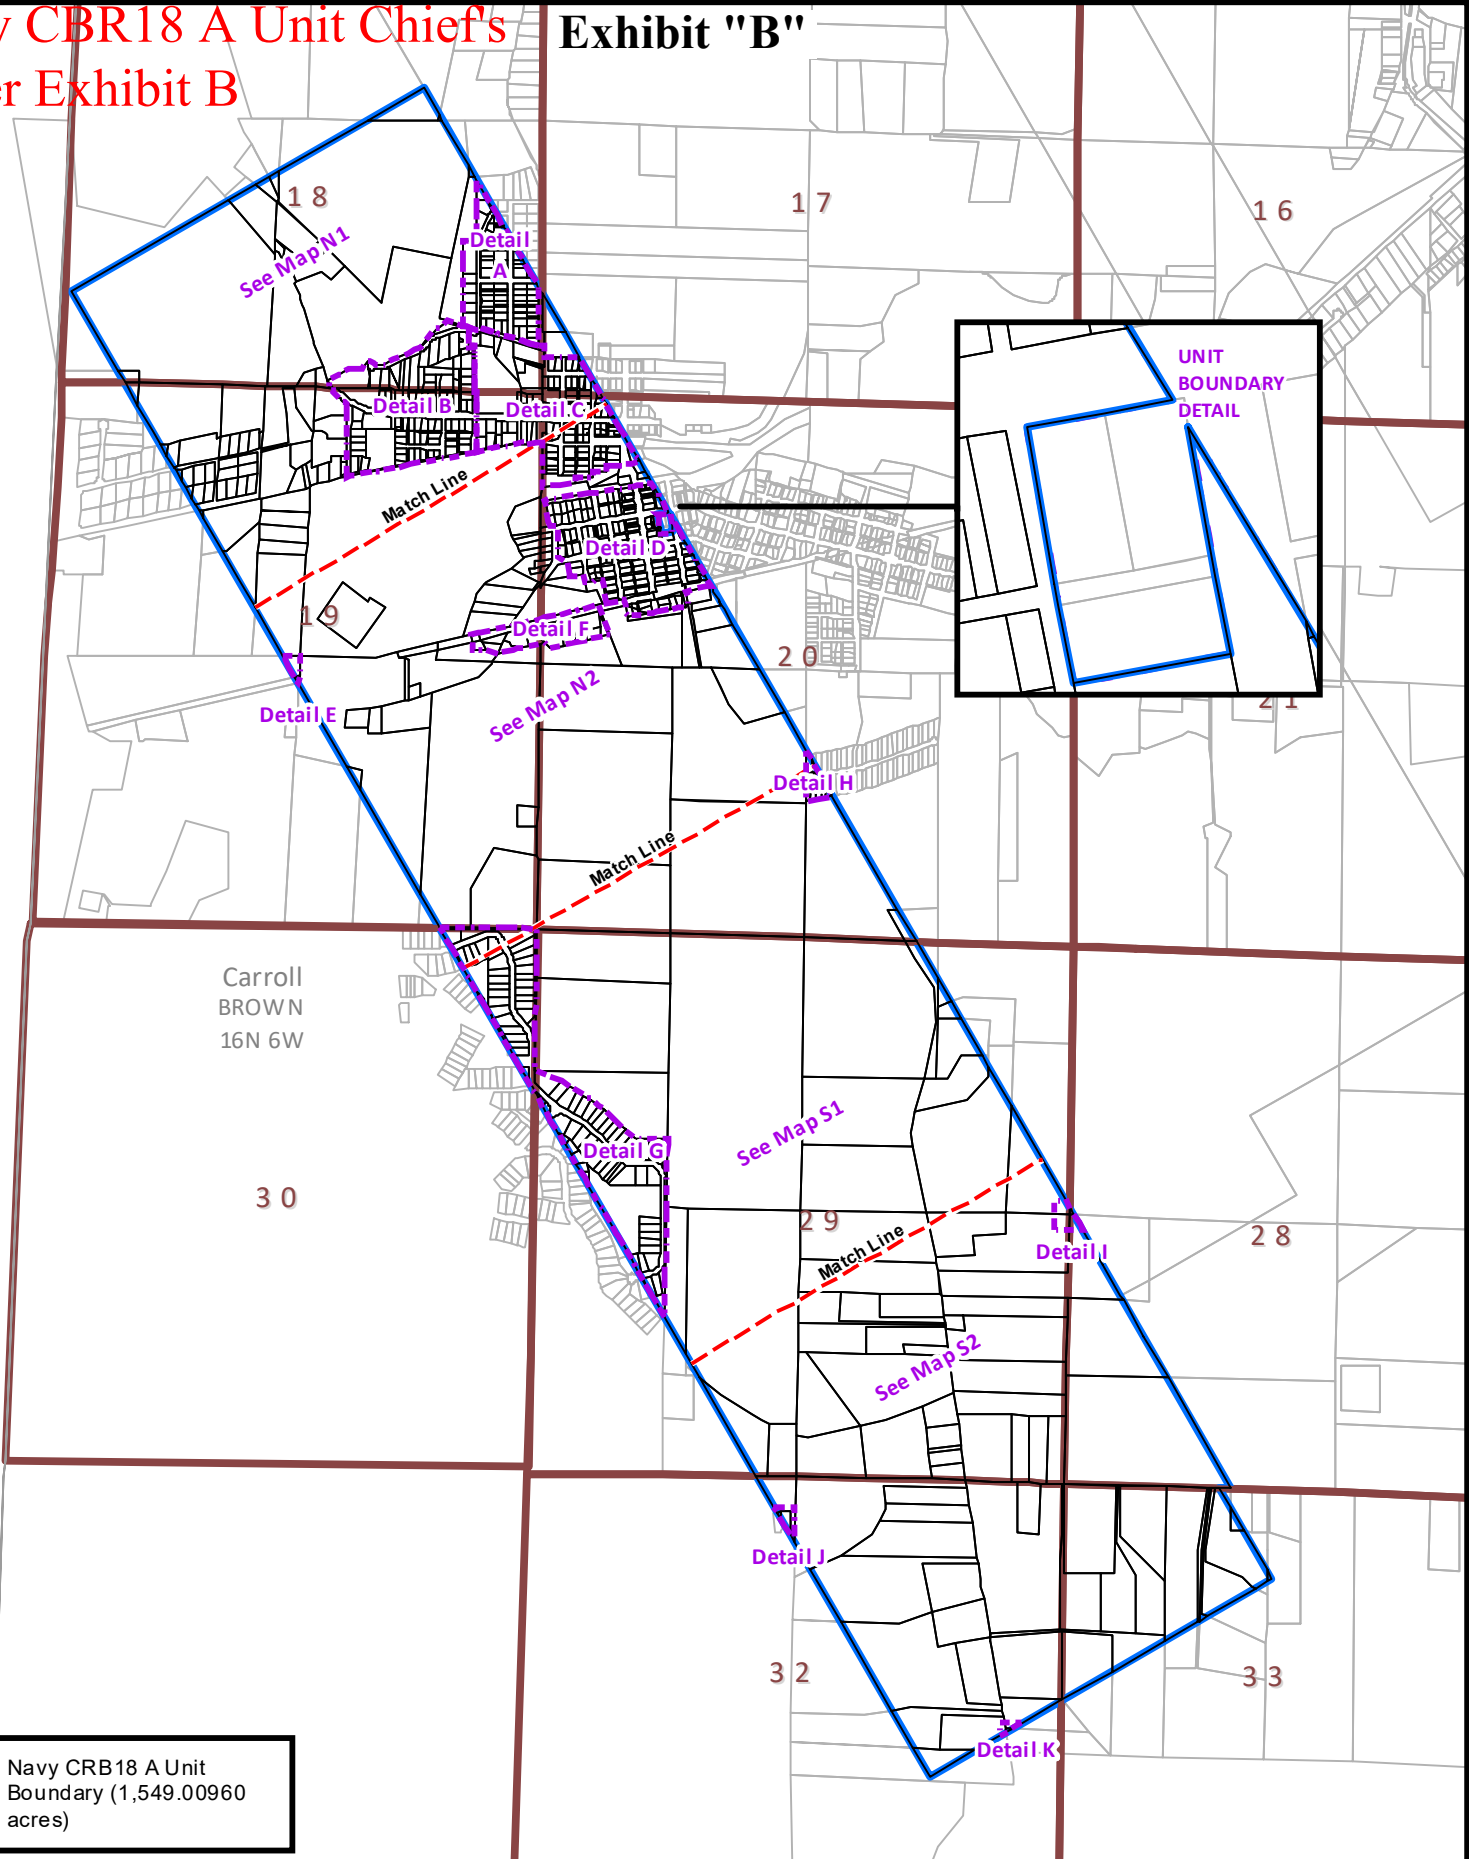 CBR18 A Unit Chief's
Exhibit B
Exhibit "B"
18
17
16
See Map N1
Detail
A
UNIT
BOUNDARY
DETAIL
Detail B
Detail C
Match Line
Detail D
19
Detail F
20
21
Detail E
See Map N2
Detail H
Match Line
Carroll
BROWN
16N 6W
See Map S1
Detail G
30
29
28
Match Line
Detail I
See Map S2
Detail J
32
33
Detail K
Navy CRB18 A Unit
Boundary (1,549.00960
acres)